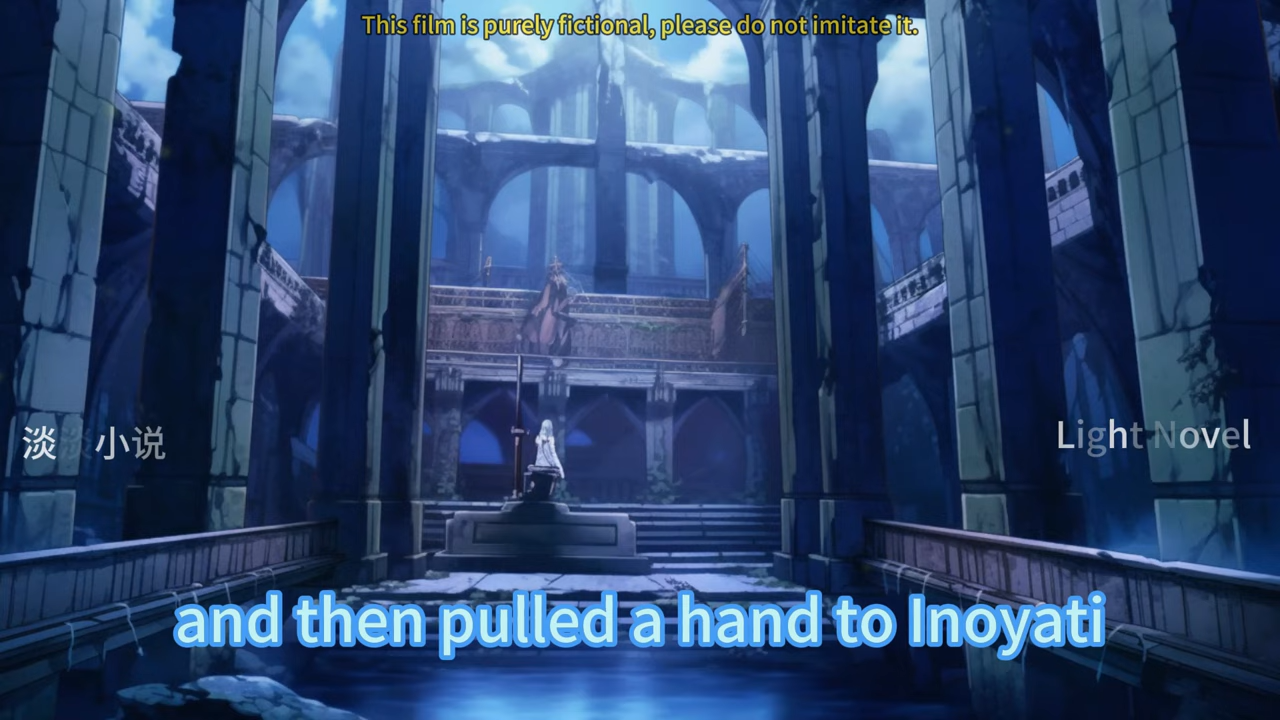 This film is purely fictional, please do not imitate it.
淡淡小说
Light Novel
and then pulled a hand to Inoyati